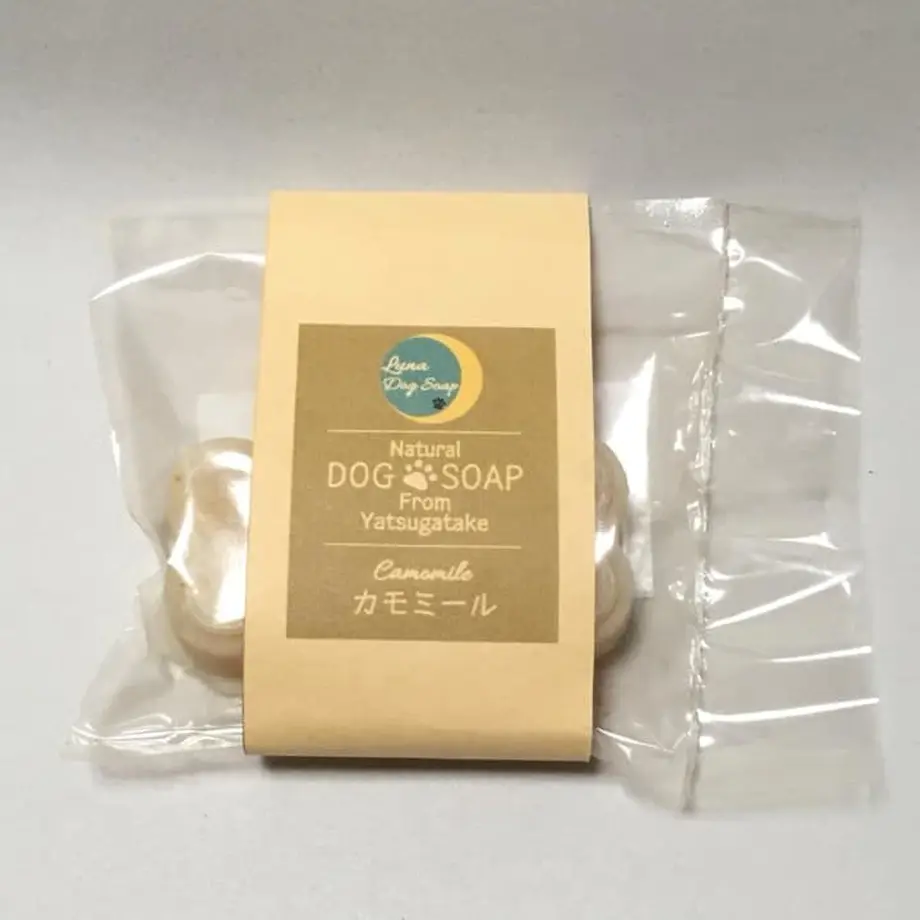 Luna
Dog Soap
Natural
DOG SOAP
From
Yatsugatake
Camomile
カモミール